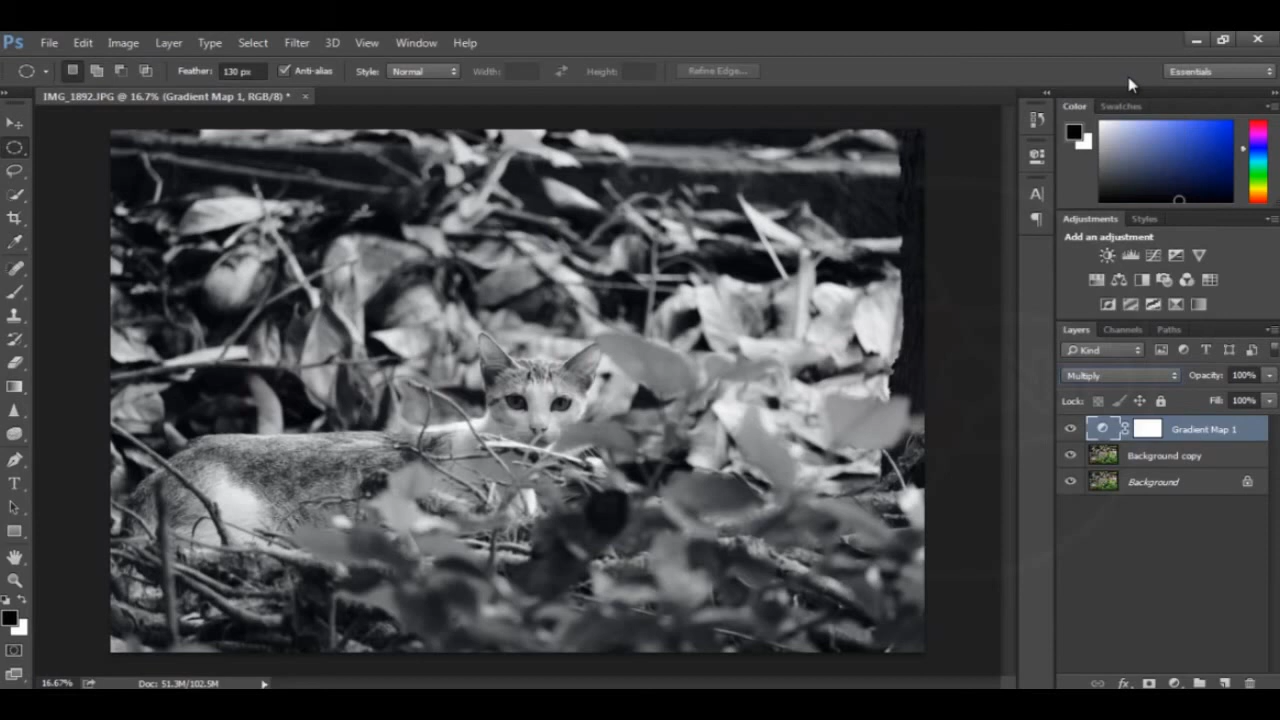 Ps File Edit Image Layer Type Select Filter 3D View Window Help
Feather: 130 px Anti-alias Style: Normal Width: Height: Refine Edge... Essentials
IMG_1892.JPG @ 16.7% (Gradient Map 1, RGB/8) * ×
Color Swatches
Adjustments Styles
Add an adjustment
Layers Channels Paths
Kind
Multiply Opacity: 100%
Lock: Fill: 100%
Gradient Map 1
Background copy
Background
16.67% Doc: 51.3M/102.5M